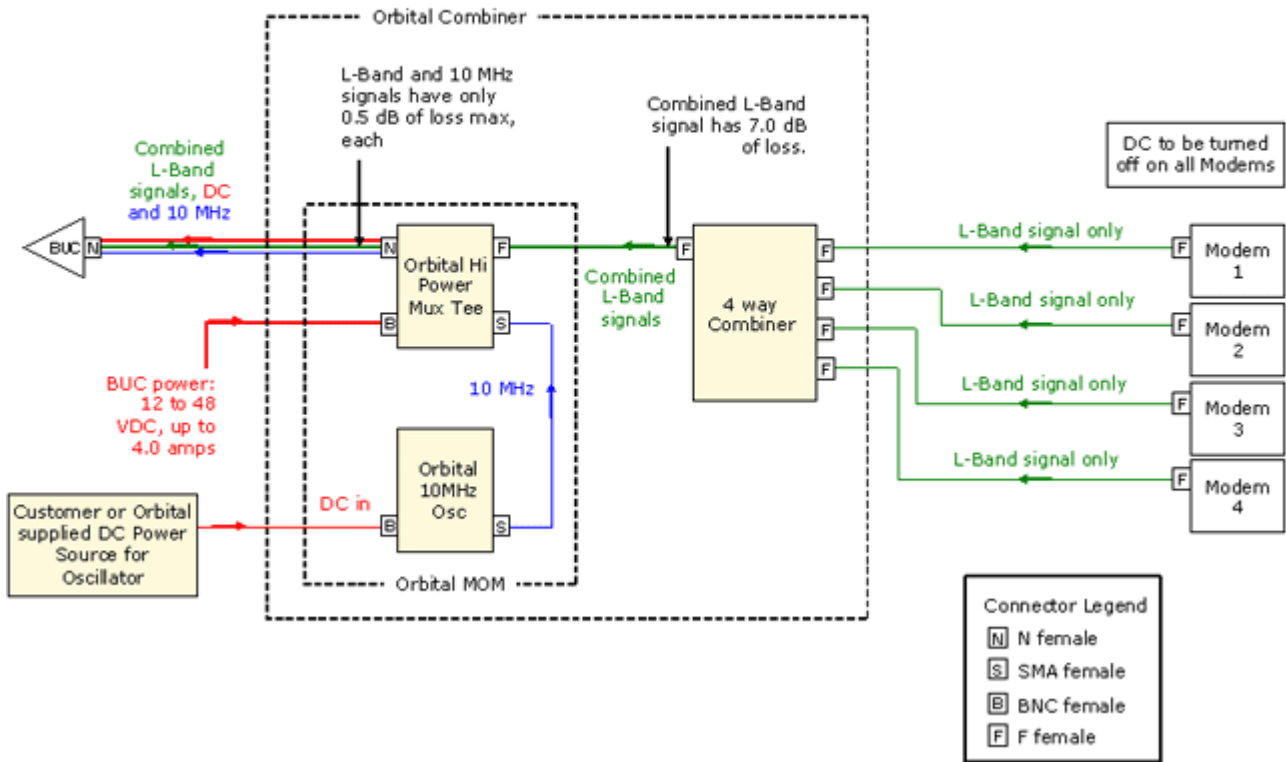 Orbital Combiner
L-Band and 10 MHz
signals have only
0.5 dB of loss max,
each
Combined L-Band
signal has 7.0 dB
of loss.
DC to be turned
off on all Modems
Combined
L-Band
signals, DC
and 10 MHz
BUC
N
N
Orbital Hi
Power
Mux Tee
F
B
S
Combined
L-Band
signals
F
4 way
Combiner
F
F
F
F
L-Band signal only
F
Modem
1
L-Band signal only
F
Modem
2
L-Band signal only
F
Modem
3
L-Band signal only
F
Modem
4
BUC power:
12 to 48
VDC, up to
4.0 amps
10 MHz
Customer or Orbital
supplied DC Power
Source for
Oscillator
DC in
B
Orbital
10MHz
Osc
S
Orbital MOM
Connector Legend
N N female
S SMA female
B BNC female
F F female